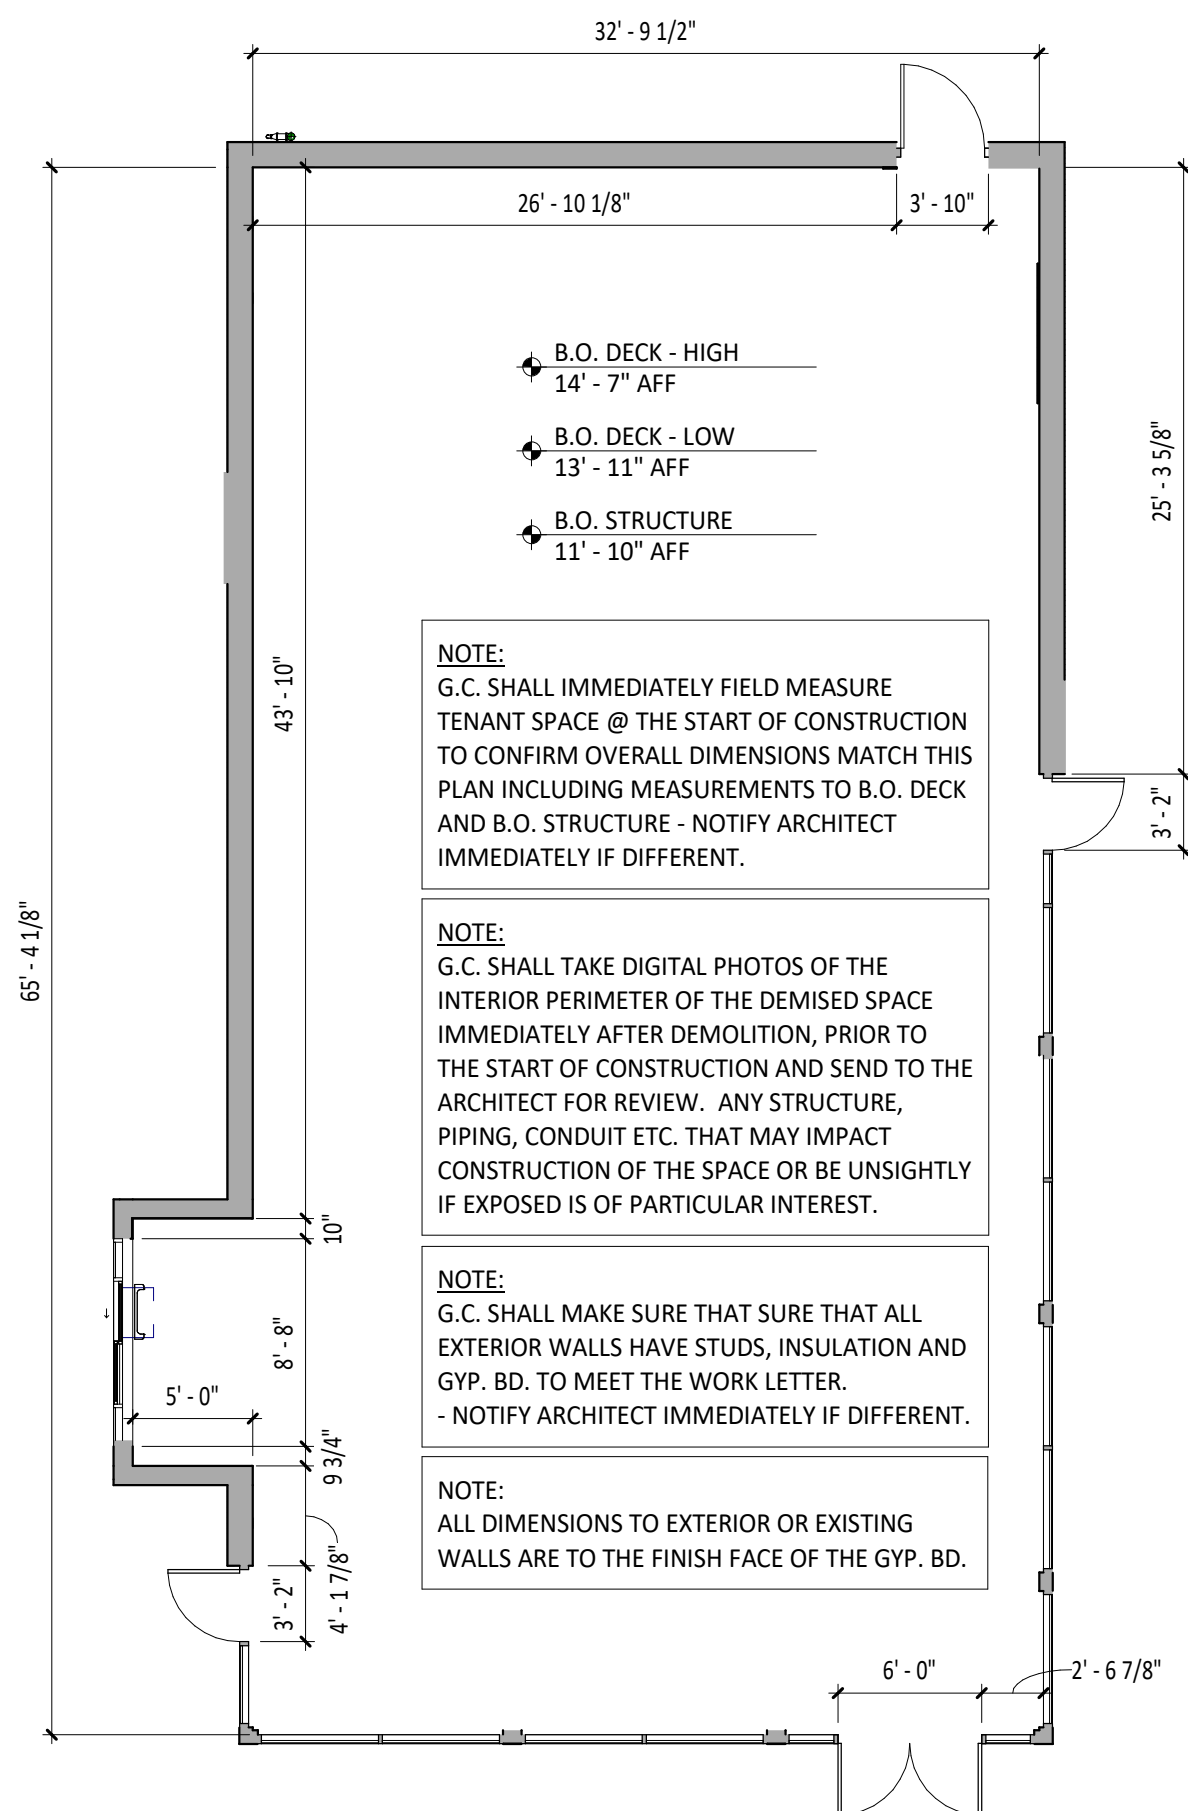 32' - 9 1/2"
26' - 10 1/8"
3' - 10"
B.O. DECK - HIGH
14' - 7" AFF
B.O. DECK - LOW
13' - 11" AFF
B.O. STRUCTURE
11' - 10" AFF
25' - 3 5/8"
43' - 10"
NOTE:
G.C. SHALL IMMEDIATELY FIELD MEASURE
TENANT SPACE @ THE START OF CONSTRUCTION
TO CONFIRM OVERALL DIMENSIONS MATCH THIS
PLAN INCLUDING MEASUREMENTS TO B.O. DECK
AND B.O. STRUCTURE - NOTIFY ARCHITECT
IMMEDIATELY IF DIFFERENT.
3' - 2"
65' - 4 1/8"
NOTE:
G.C. SHALL TAKE DIGITAL PHOTOS OF THE
INTERIOR PERIMETER OF THE DEMISED SPACE
IMMEDIATELY AFTER DEMOLITION, PRIOR TO
THE START OF CONSTRUCTION AND SEND TO THE
ARCHITECT FOR REVIEW.  ANY STRUCTURE,
PIPING, CONDUIT ETC. THAT MAY IMPACT
CONSTRUCTION OF THE SPACE OR BE UNSIGHTLY
IF EXPOSED IS OF PARTICULAR INTEREST.
10"
NOTE:
G.C. SHALL MAKE SURE THAT SURE THAT ALL
EXTERIOR WALLS HAVE STUDS, INSULATION AND
GYP. BD. TO MEET THE WORK LETTER.
- NOTIFY ARCHITECT IMMEDIATELY IF DIFFERENT.
8' - 8"
5' - 0"
9 3/4"
NOTE:
ALL DIMENSIONS TO EXTERIOR OR EXISTING
WALLS ARE TO THE FINISH FACE OF THE GYP. BD.
3' - 2"
4' - 1 7/8"
6' - 0"
2' - 6 7/8"